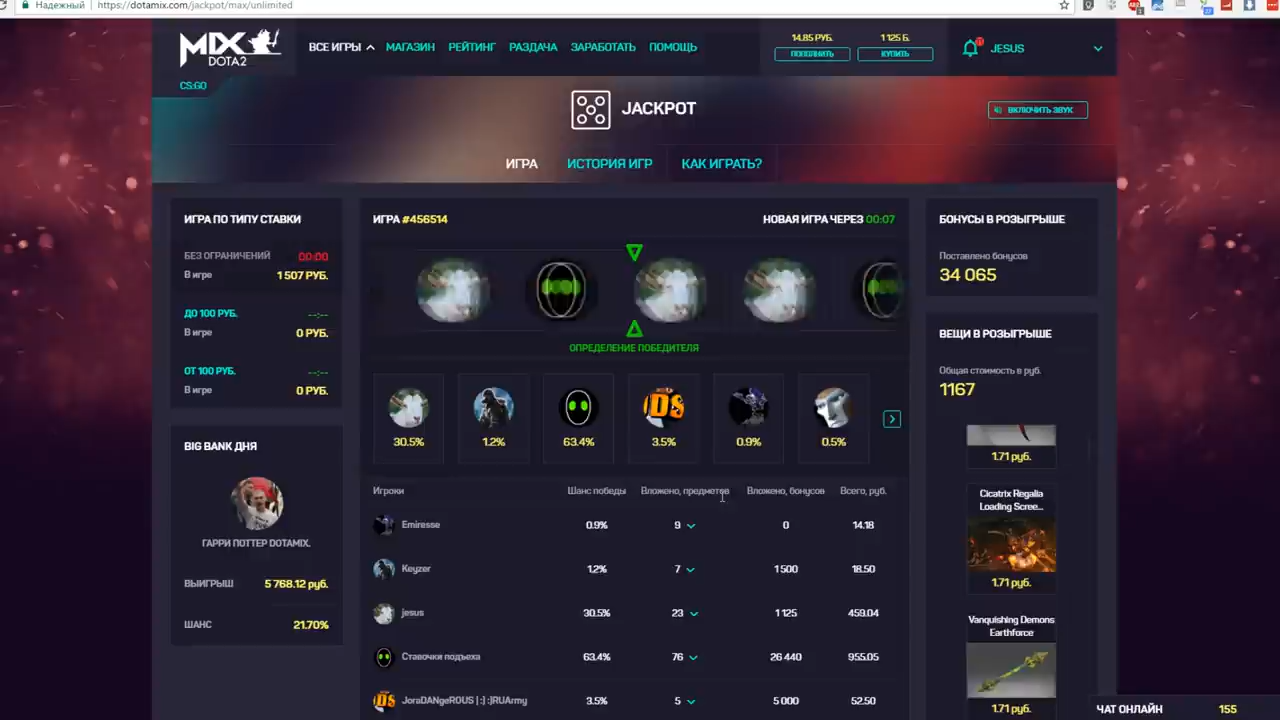 Надежный
https://dotamix.com/jackpot/max/unlimited
MIX
DOTA2
ВСЕ ИГРЫ
МАГАЗИН
РЕЙТИНГ
РАЗДАЧА
ЗАРАБОТАТЬ
ПОМОЩЬ
14.85 РУБ.
ПОПОЛНИТЬ
1 125 Б.
КУПИТЬ
JESUS
CS:GO
JACKPOT
ВКЛЮЧИТЬ ЗВУК
ИГРА
ИСТОРИЯ ИГР
КАК ИГРАТЬ?
ИГРА ПО ТИПУ СТАВКИ
БЕЗ ОГРАНИЧЕНИЙ 00:00
В игре 1 507 РУБ.
ДО 100 РУБ. --:--
В игре 0 РУБ.
ОТ 100 РУБ. --:--
В игре 0 РУБ.
BIG BANK ДНЯ
ГАРРИ ПОТТЕР DOTAMIX.
ВЫИГРЫШ 5 768.12 руб.
ШАНС 21.70%
ИГРА #456514
НОВАЯ ИГРА ЧЕРЕЗ 00:07
ОПРЕДЕЛЕНИЕ ПОБЕДИТЕЛЯ
30.5% 1.2% 63.4% 3.5% 0.9% 0.5%
Игроки Шанс победы Вложено, предметов Вложено, бонусов Всего, руб.
Emiresse 0.9% 9 0 14.18
Keyzer 1.2% 7 1 500 18.50
jesus 30.5% 23 1 125 459.04
Ставочки подъеха 63.4% 76 26 440 955.05
JoraDANgeROUS | :} :}RUArmy 3.5% 5 5 000 52.50
БОНУСЫ В РОЗЫГРЫШЕ
Поставлено бонусов
34 065
ВЕЩИ В РОЗЫГРЫШЕ
Общая стоимость в руб.
1167
1.71 руб.
Cicatrix Regalia
Loading Scree...
1.71 руб.
Vanquishing Demons
Earthforce
1.71 руб.
ЧАТ ОНЛАЙН 155